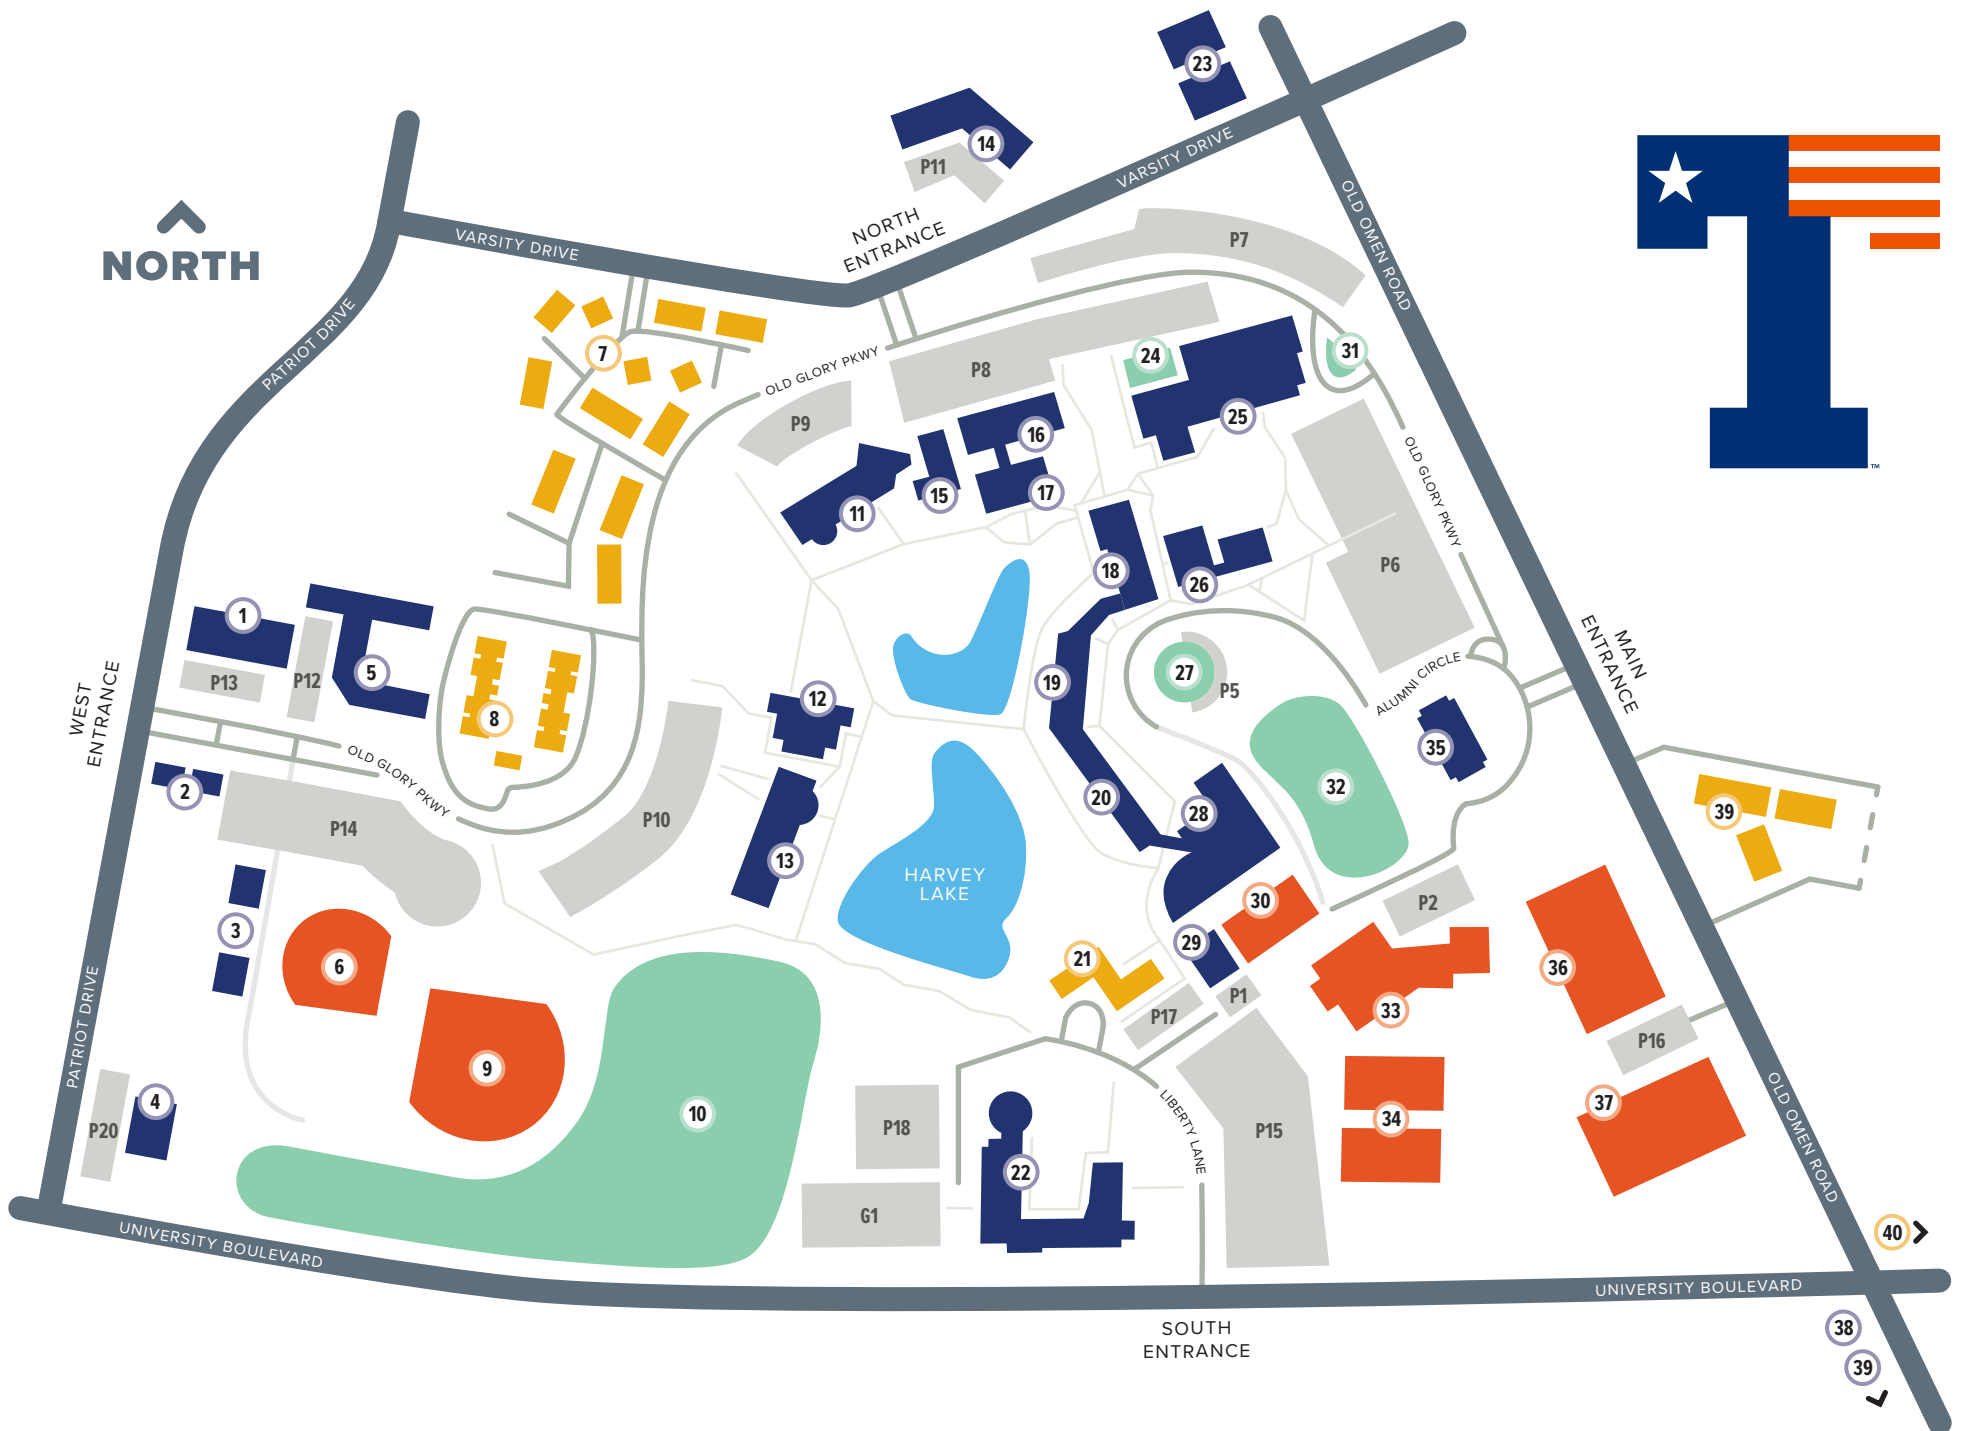 23
14
P11
VARSITY DRIVE
NORTH
ENTRANCE
P7
OLD OMEN ROAD
NORTH
VARSITY DRIVE
PATRIOT DRIVE
7
OLD GLORY PKWY
P8
24
31
P9
16
25
15
17
11
OLD GLORY PKWY
18
26
P6
™
1
P13
P12
5
8
WEST
ENTRANCE
OLD GLORY PKWY
2
P14
12
19
27
P5
ALUMNI CIRCLE
MAIN
ENTRANCE
35
32
20
28
39
P10
13
HARVEY
LAKE
3
6
9
10
30
P2
29
21
P1
P17
33
36
P16
37
34
PATRIOT DRIVE
P20
4
P18
G1
22
LIBERTY LANE
P15
OLD OMEN ROAD
40
UNIVERSITY BOULEVARD
UNIVERSITY BOULEVARD
SOUTH
ENTRANCE
38
39